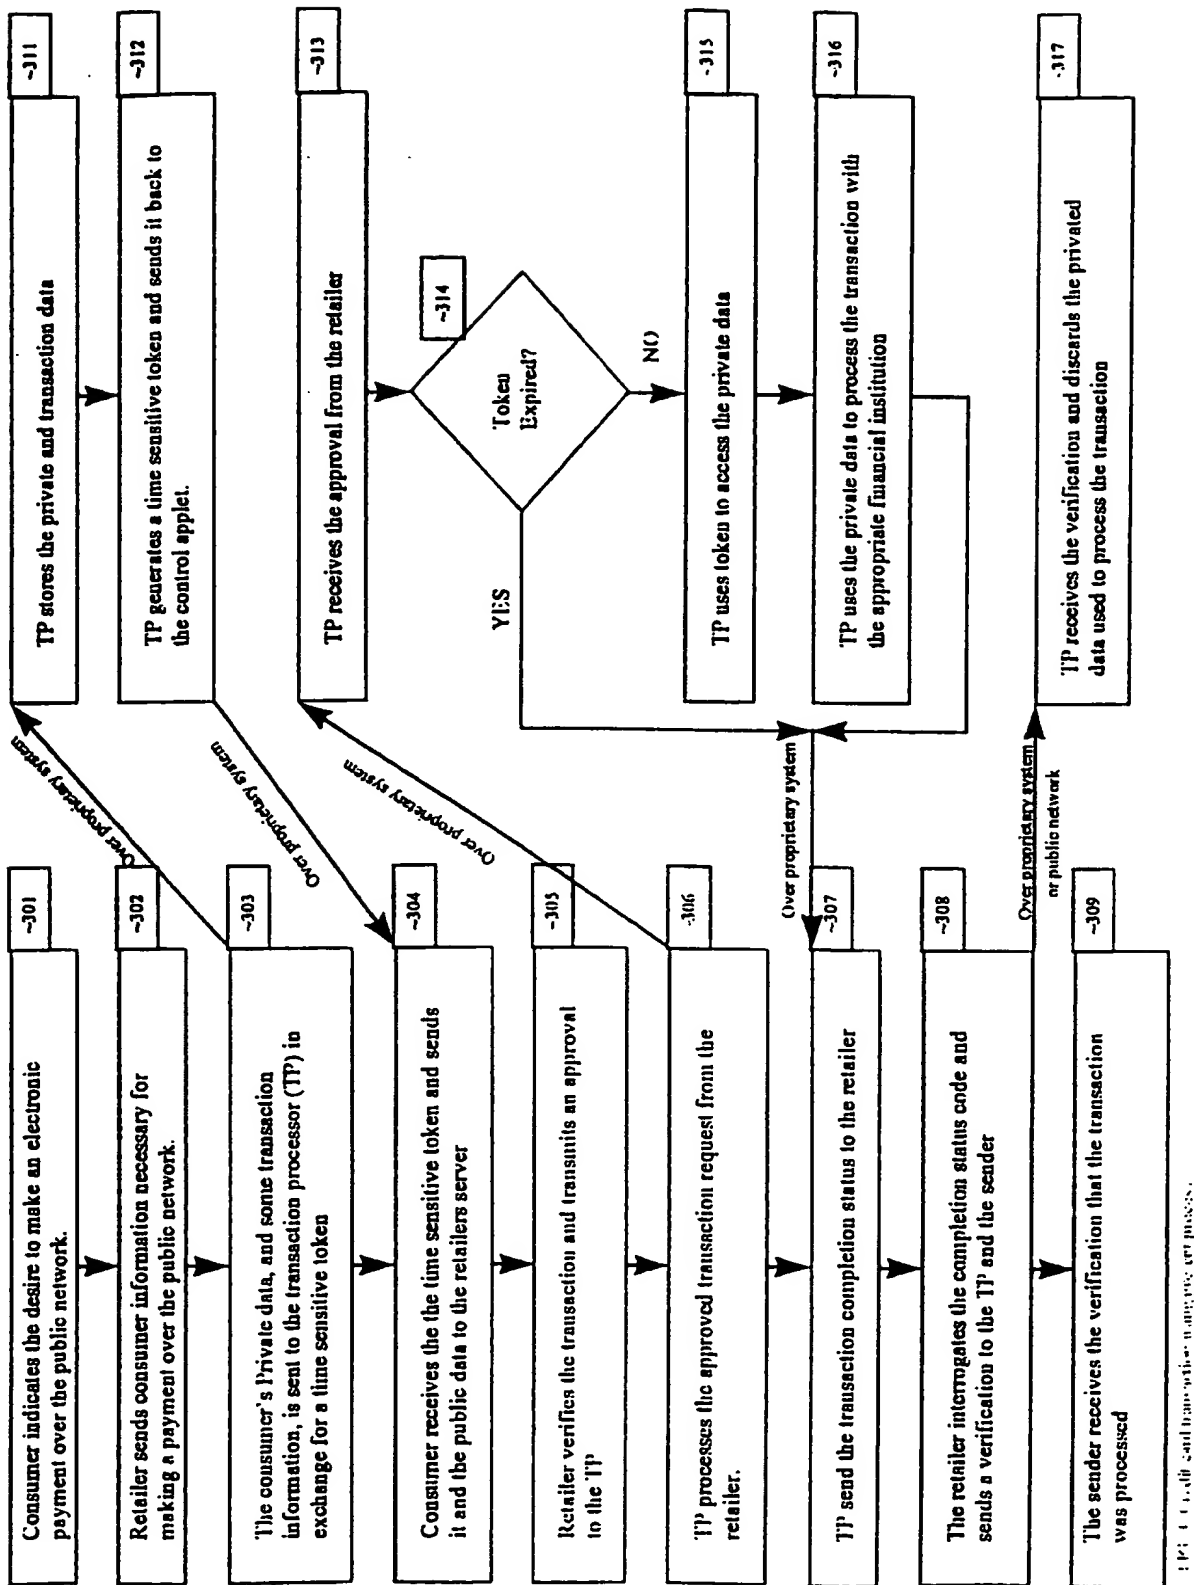 ~301
Consumer indicates the desire to make an electronic
payment over the public network.
~302
Retailer sends consumer information necessary for
making a payment over the public network.
~303
The consumer's Private data, and some transaction
information, is sent to the transaction processor (TP) in
exchange for a time sensitive token
~304
Consumer receives the the time sensitive token and sends
it and the public data to the retailers server
~305
Retailer verifies the transaction and transmits an approval
to the TP
~306
TP processes the approved transaction request from the
retailer.
~307
TP send the transaction completion status to the retailer
~308
The retailer interrogates the completion status code and
sends a verification to the TP and the sender
~309
The sender receives the verification that the transaction
was processed
Over proprietary system
Over proprietary system
Over proprietary system
Over proprietary system
Over proprietary system
or public network
~311
TP stores the private and transaction data
~312
TP generates a time sensitive token and sends it back to
the control applet.
~313
TP receives the approval from the retailer
~314
Token
Expired?
YES
NO
~315
TP uses token to access the private data
~316
TP uses the private data to process the transaction with
the appropriate financial institution
~317
TP receives the verification and discards the privated
data used to process the transaction